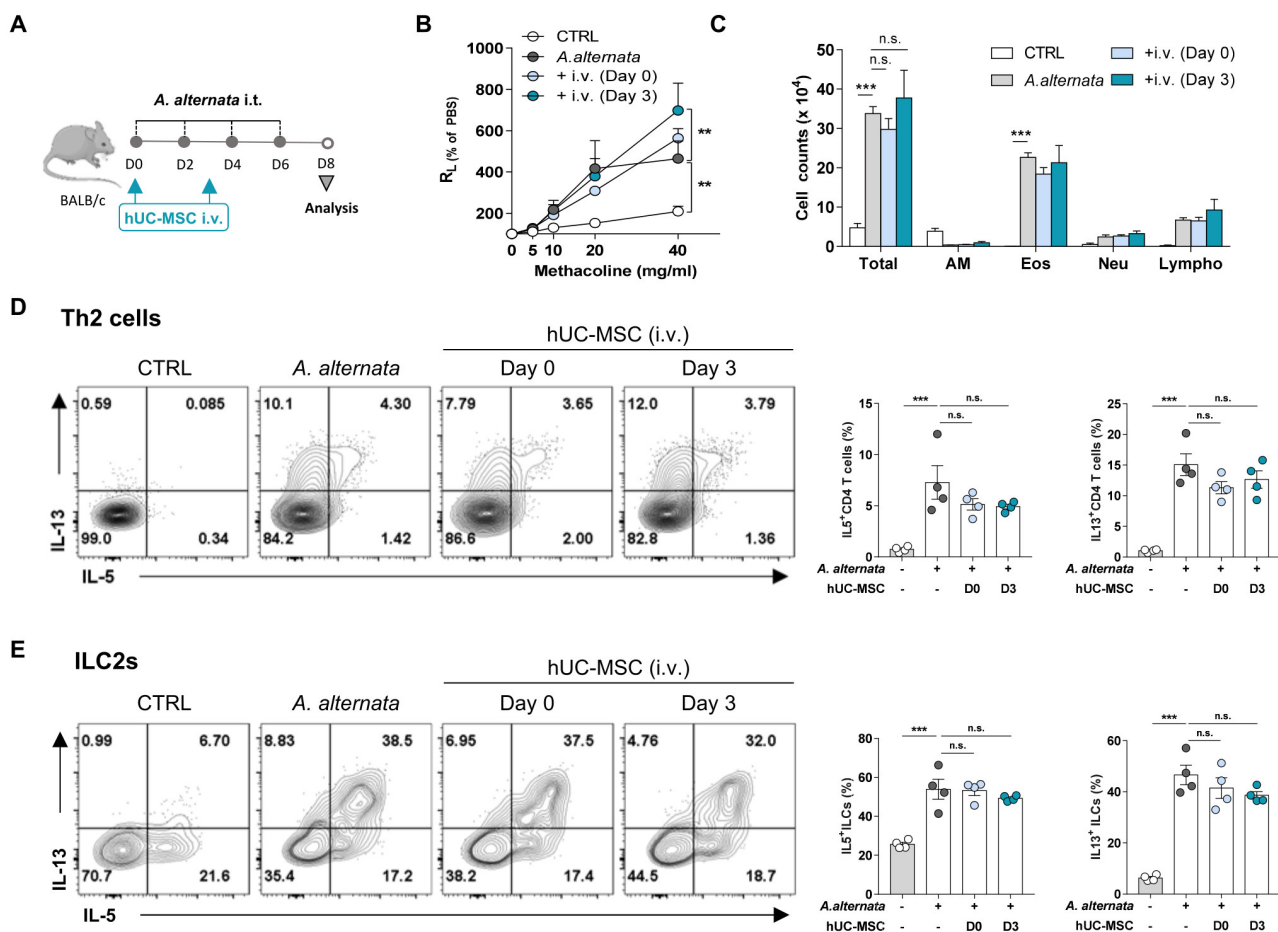 A
A. alternata i.t.
D0
D2
D4
D6
D8
BALB/c
hUC-MSC i.v.
Analysis
B
CTRL
A.alternata
+ i.v. (Day 0)
+ i.v. (Day 3)
1000
800
600
400
200
RL (% of PBS)
**
**
0 5 10 20 40
Methacoline (mg/ml)
C
CTRL
A.alternata
+i.v. (Day 0)
+i.v. (Day 3)
n.s.
n.s.
***
***
50
40
30
20
10
0
Cell counts (x 10⁴)
Total AM Eos Neu Lympho
D
Th2 cells
hUC-MSC (i.v.)
CTRL A. alternata Day 0 Day 3
0.59 0.085 10.1 4.30 7.79 3.65 12.0 3.79
99.0 0.34 84.2 1.42 86.6 2.00 82.8 1.36
IL-13
IL-5
15
10
5
0
IL5⁺CD4 T cells (%)
*** n.s.
n.s.
A. alternata - + + +
hUC-MSC - - D0 D3
25
20
15
10
5
0
IL13⁺CD4 T cells (%)
*** n.s.
n.s.
A. alternata - + + +
hUC-MSC - - D0 D3
E
ILC2s
hUC-MSC (i.v.)
CTRL A. alternata Day 0 Day 3
0.99 6.70 8.83 38.5 6.95 37.5 4.76 32.0
70.7 21.6 35.4 17.2 38.2 17.4 44.5 18.7
IL-13
IL-5
80
60
40
20
0
IL5⁺ILCs (%)
*** n.s.
n.s.
A.alternata - + + +
hUC-MSC - - D0 D3
60
40
20
0
IL13⁺ ILCs (%)
*** n.s.
n.s.
A. alternata - + + +
hUC-MSC - - D0 D3